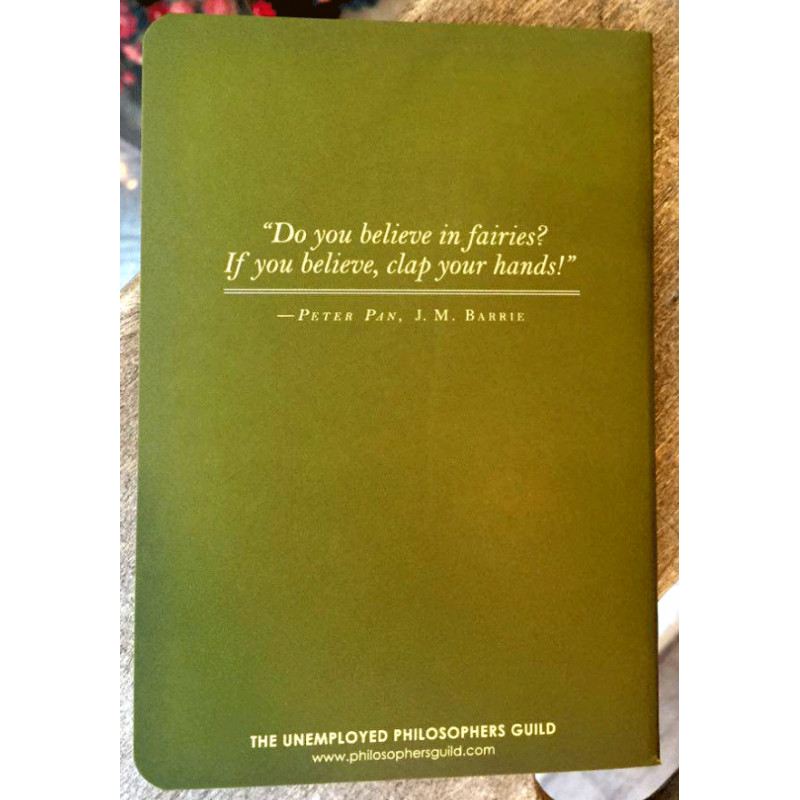 “Do you believe in fairies?
If you believe, clap your hands!”
—PETER PAN, J. M. BARRIE
THE UNEMPLOYED PHILOSOPHERS GUILD
www.philosophersguild.com